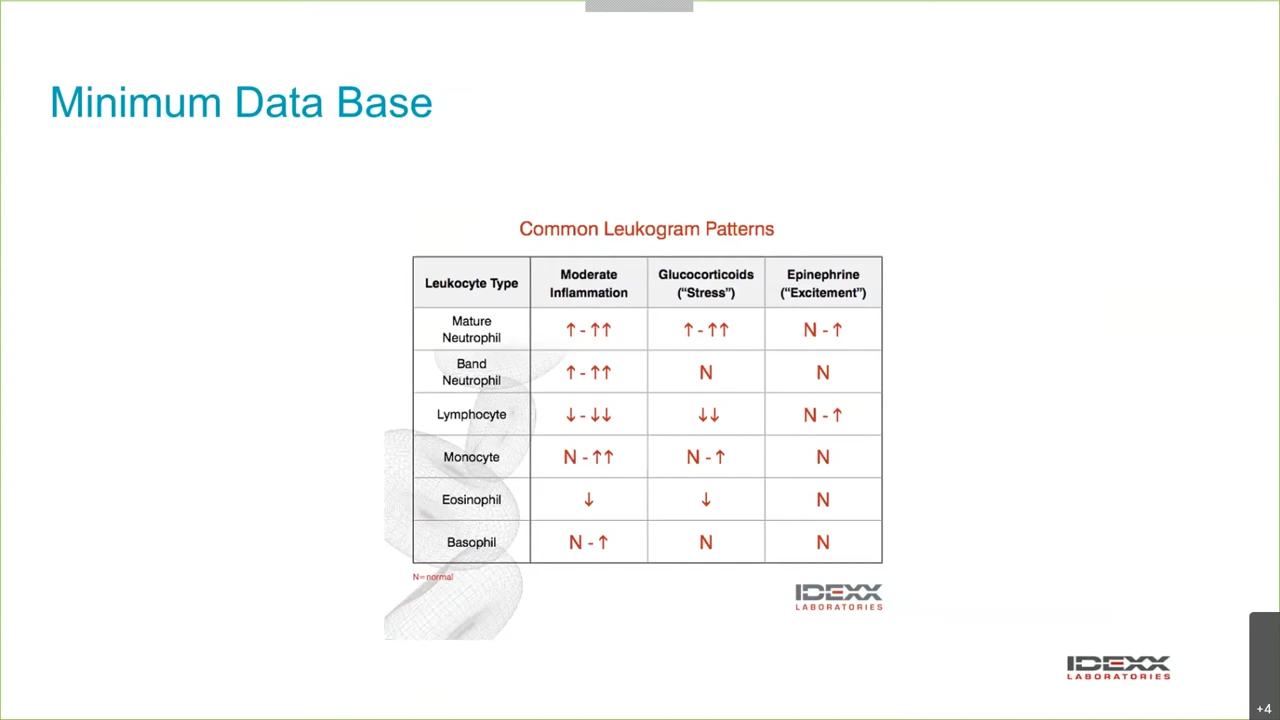 Minimum Data Base
Common Leukogram Patterns
Leukocyte Type
Moderate
Inflammation
Glucocorticoids
(“Stress”)
Epinephrine
(“Excitement”)
Mature
Neutrophil
↑ - ↑↑
↑ - ↑↑
N - ↑
Band
Neutrophil
↑ - ↑↑
N
N
Lymphocyte
↓ - ↓↓
↓↓
N - ↑
Monocyte
N - ↑↑
N - ↑
N
Eosinophil
↓
↓
N
Basophil
N - ↑
N
N
N=normal
IDEXX
LABORATORIES
IDEXX
LABORATORIES
+4